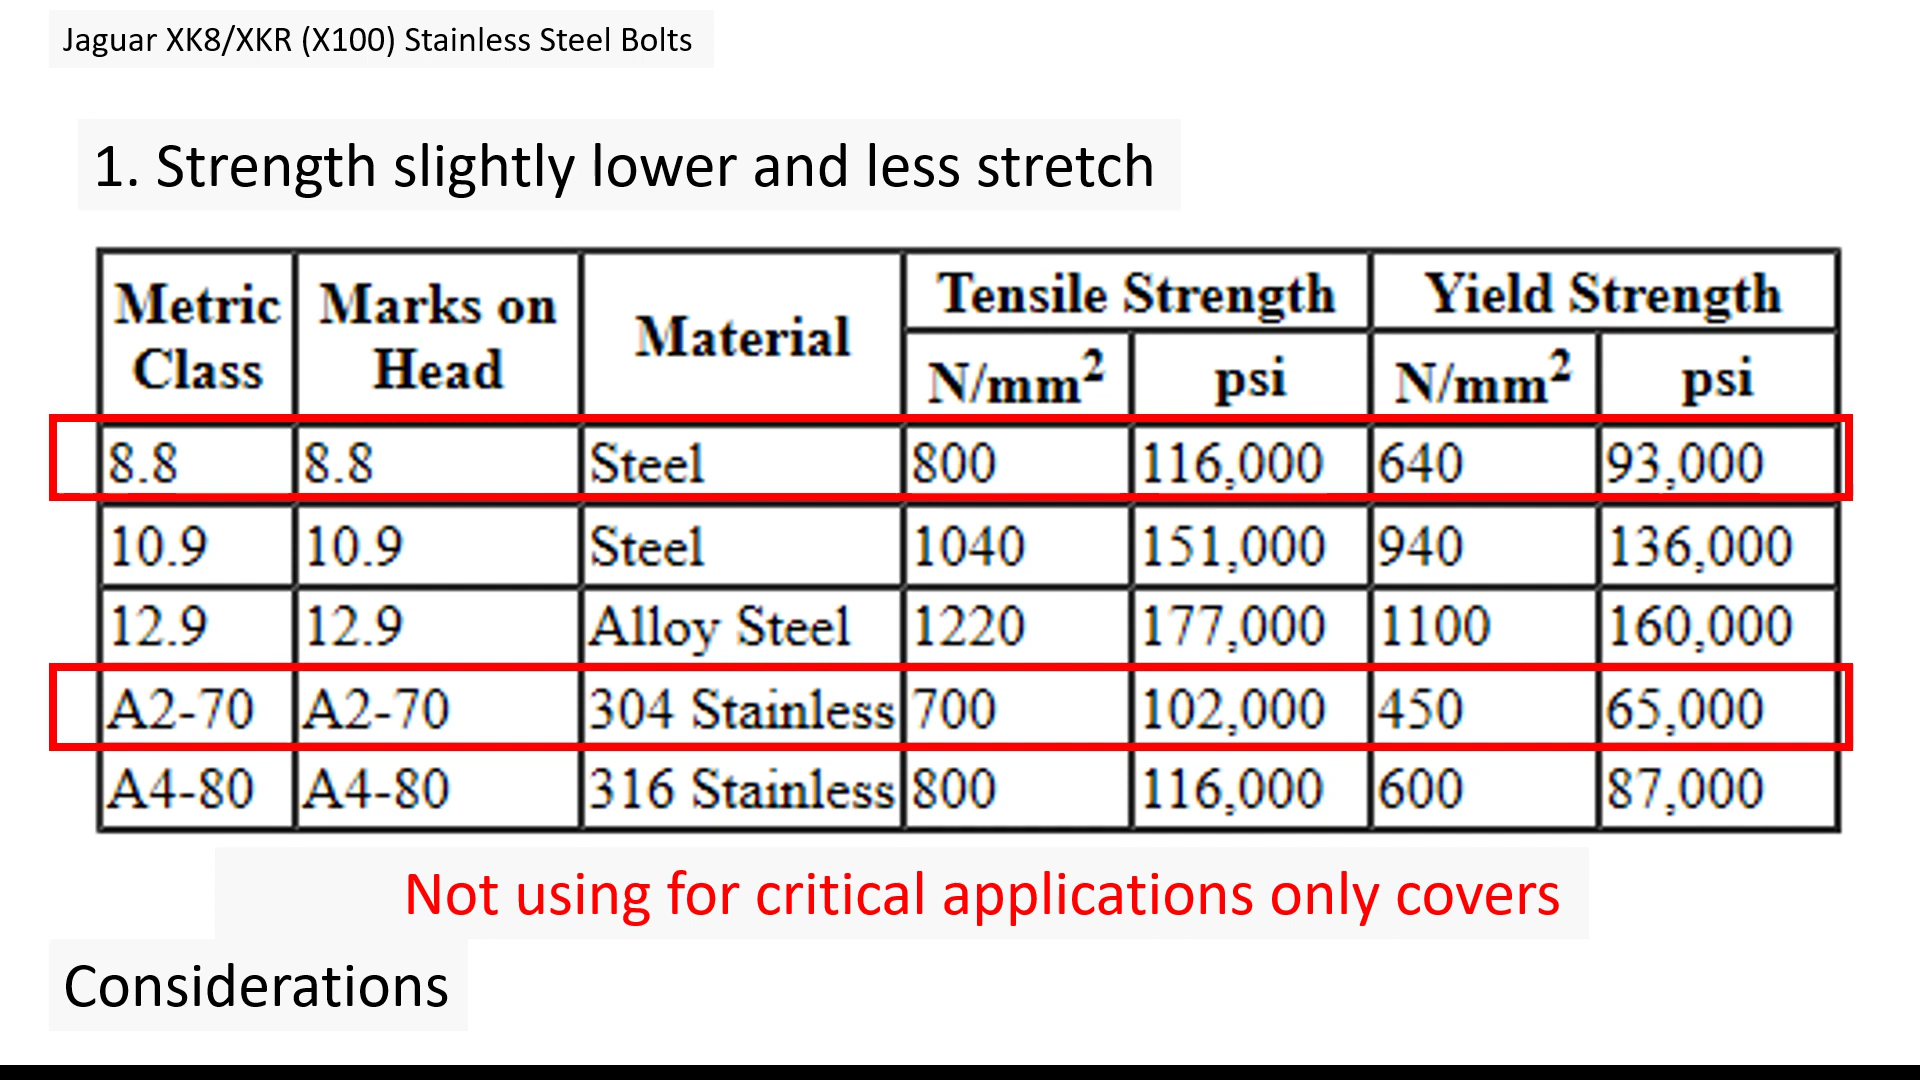 Jaguar XK8/XKR (X100) Stainless Steel Bolts
1. Strength slightly lower and less stretch
Metric Class Marks on Head Material Tensile Strength Yield Strength
N/mm² psi N/mm² psi
8.8 8.8 Steel 800 116,000 640 93,000
10.9 10.9 Steel 1040 151,000 940 136,000
12.9 12.9 Alloy Steel 1220 177,000 1100 160,000
A2-70 A2-70 304 Stainless 700 102,000 450 65,000
A4-80 A4-80 316 Stainless 800 116,000 600 87,000
Not using for critical applications only covers
Considerations